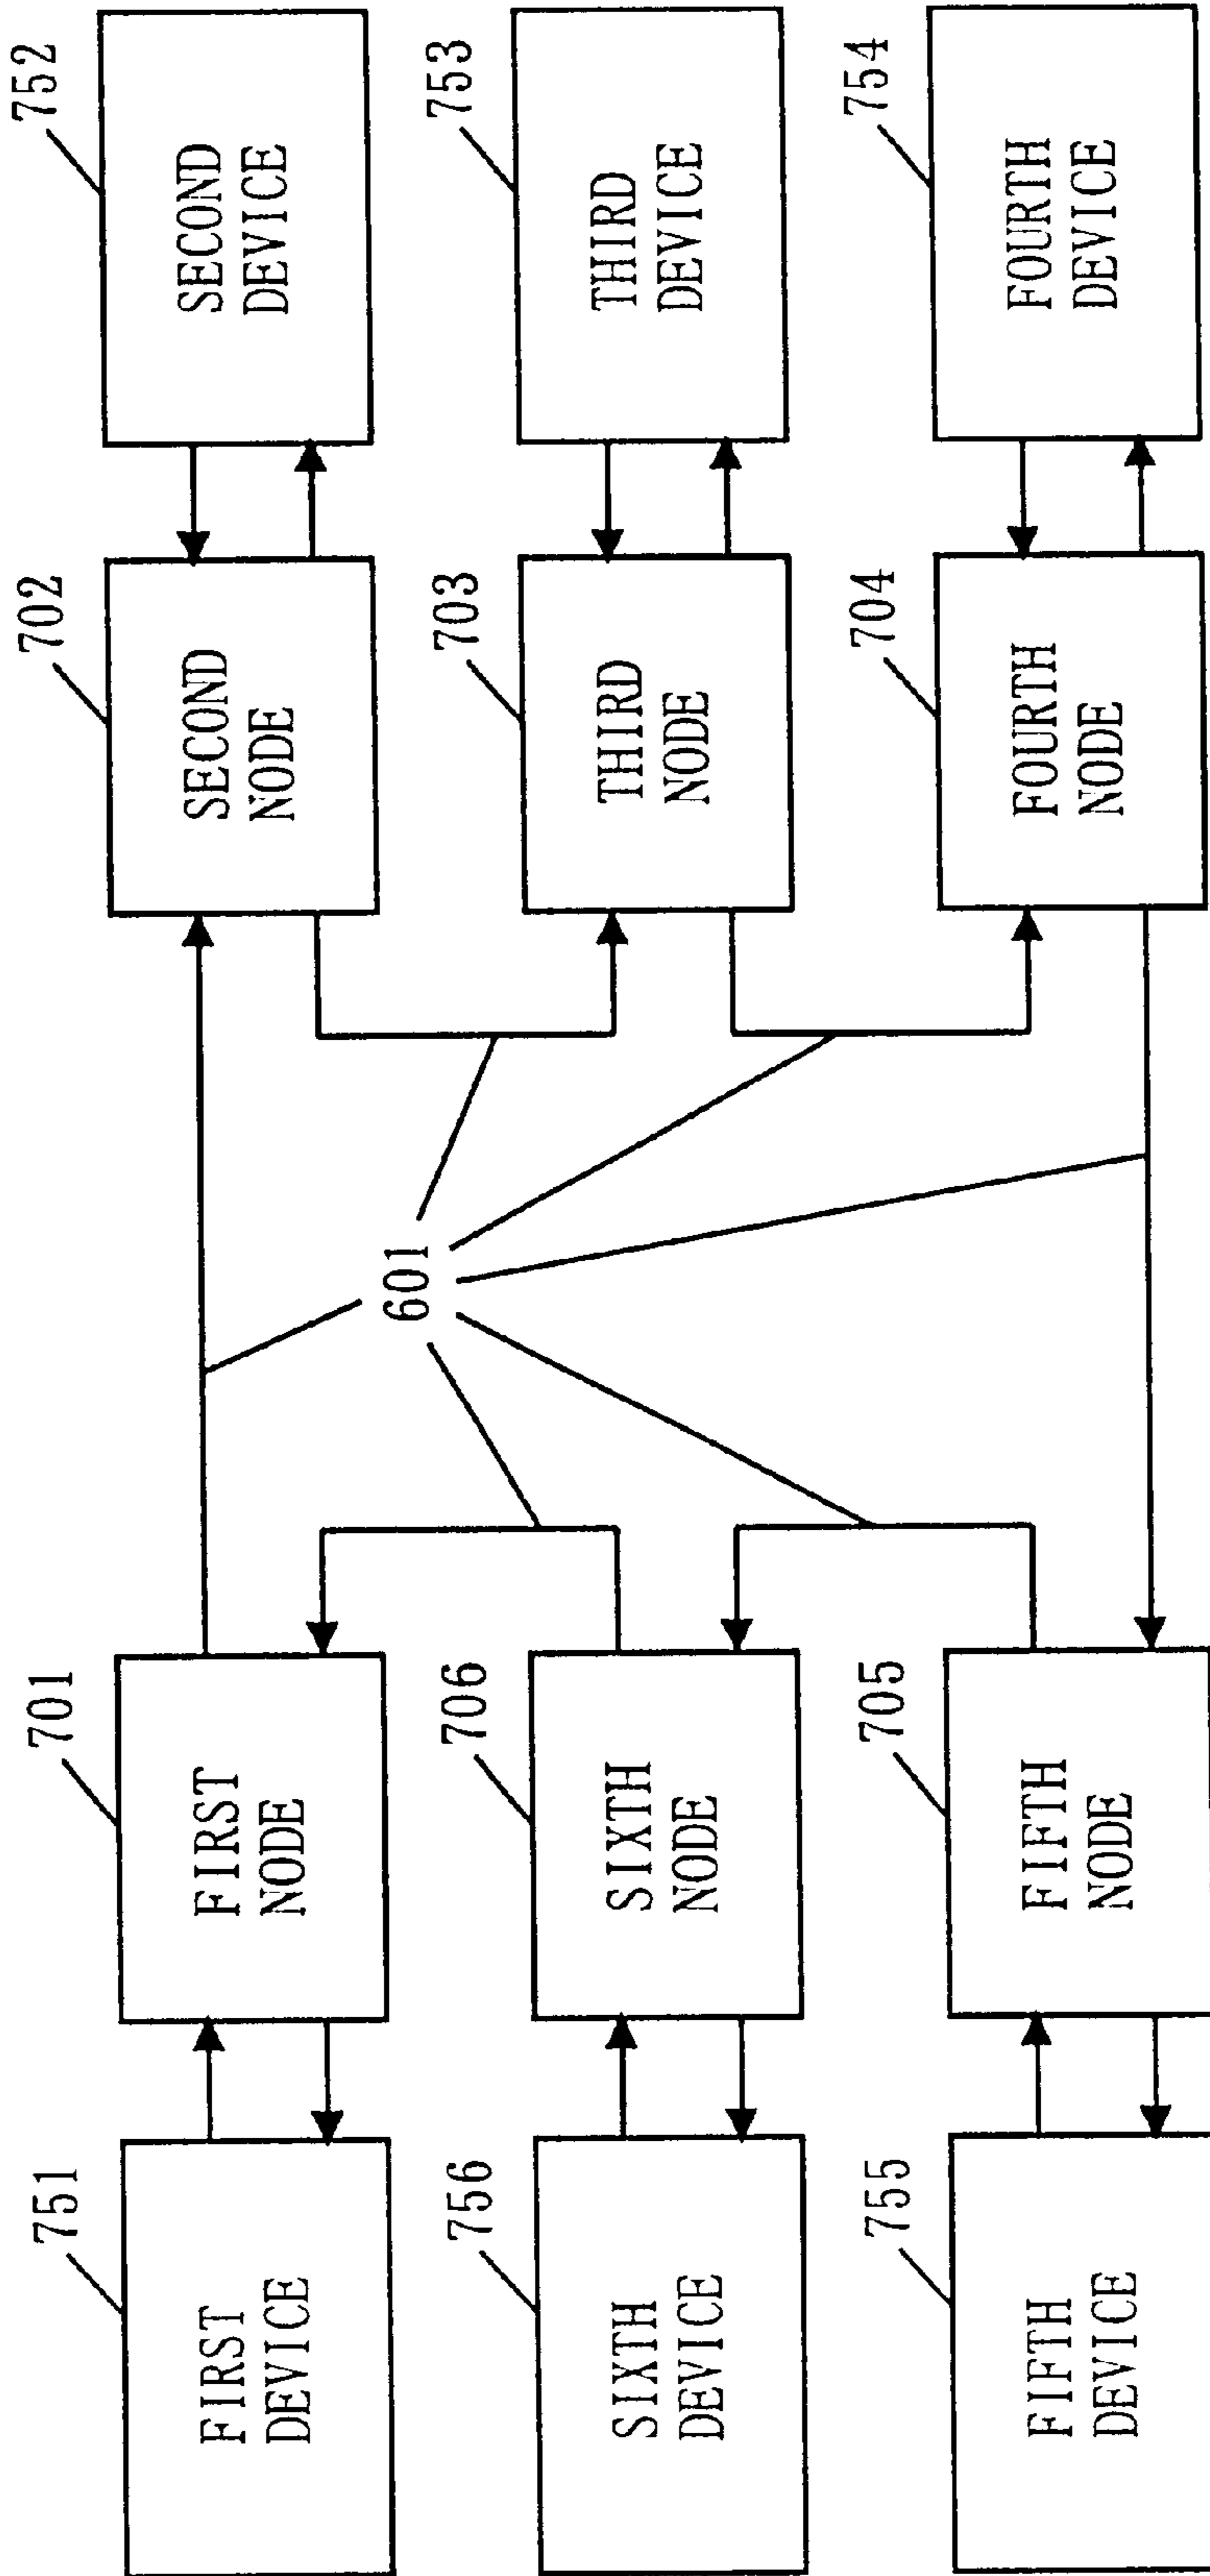 751
FIRST
DEVICE
701
FIRST
NODE
702
SECOND
NODE
752
SECOND
DEVICE
601
756
SIXTH
DEVICE
706
SIXTH
NODE
703
THIRD
NODE
753
THIRD
DEVICE
755
FIFTH
DEVICE
705
FIFTH
NODE
704
FOURTH
NODE
754
FOURTH
DEVICE